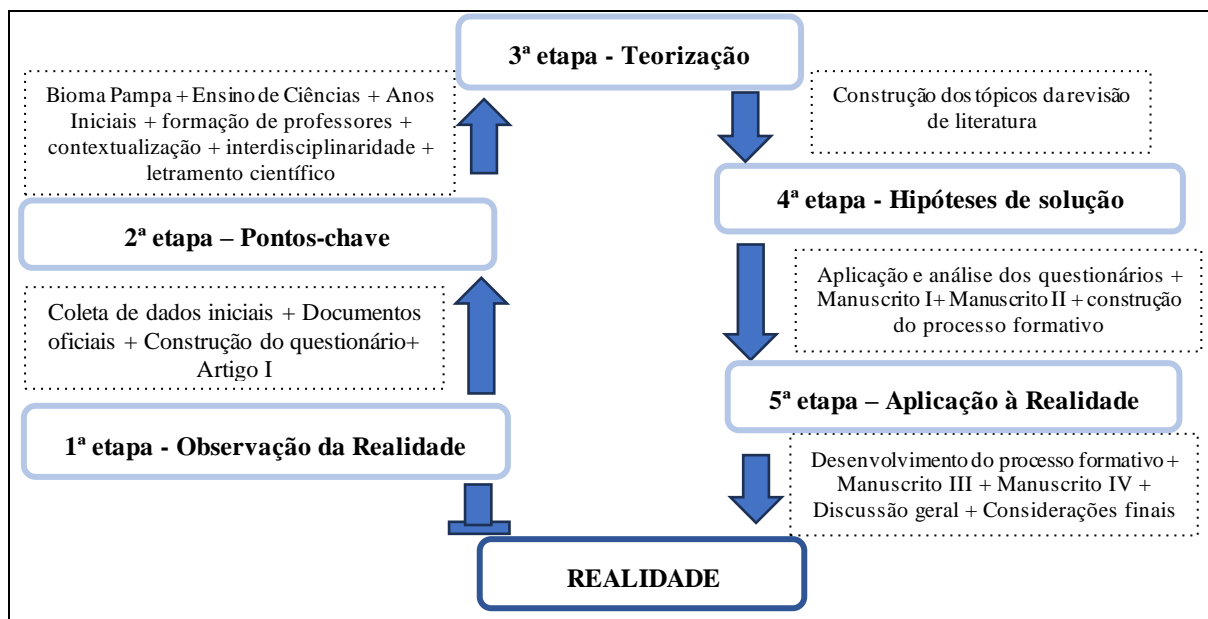 3ª etapa - Teorização
Bioma Pampa + Ensino de Ciências + Anos
Iniciais + formação de professores +
contextualização + interdisciplinaridade +
letramento científico
Construção dos tópicos da revisão
de literatura
2ª etapa – Pontos-chave
4ª etapa - Hipóteses de solução
Coleta de dados iniciais + Documentos
oficiais + Construção do questionário+
Artigo I
Aplicação e análise dos questionários +
Manuscrito I+ Manuscrito II + construção
do processo formativo
1ª etapa - Observação da Realidade
5ª etapa – Aplicação à Realidade
Desenvolvimento do processo formativo +
Manuscrito III + Manuscrito IV +
Discussão geral + Considerações finais
REALIDADE